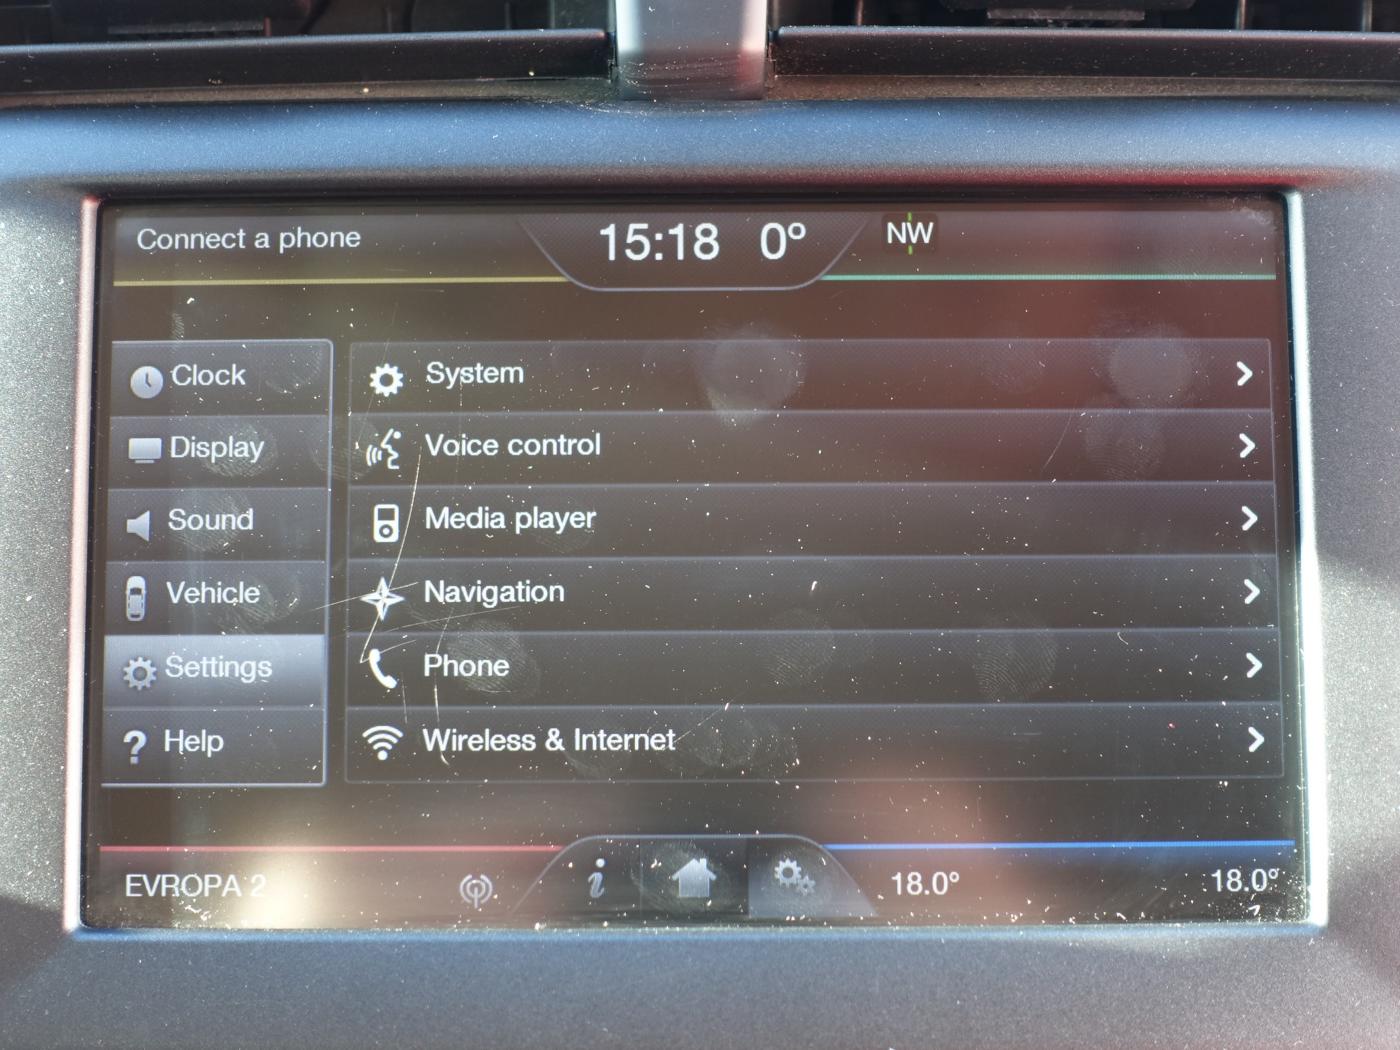 Connect a phone
15:18 0° NW
Clock
Display
Sound
Vehicle
Settings
Help
System
Voice control
Media player
Navigation
Phone
Wireless & Internet
EVROPA 2
i
18.0°
18.0°